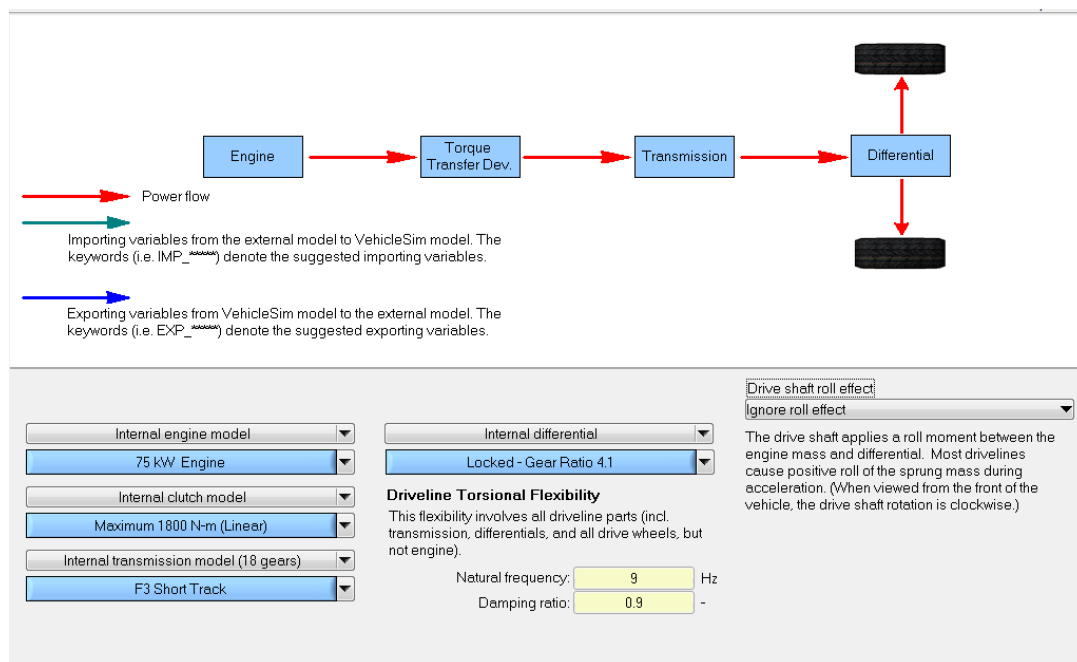 Engine
Torque
Transfer Dev.
Transmission
Differential
Power flow
Importing variables from the external model to VehicleSim model. The
keywords (i.e. IMP_*****) denote the suggested importing variables.
Exporting variables from VehicleSim model to the external model. The
keywords (i.e. EXP_*****) denote the suggested exporting variables.
Internal engine model
75 kW Engine
Internal clutch model
Maximum 1800 N-m (Linear)
Internal transmission model (18 gears)
F3 Short Track
Internal differential
Locked - Gear Ratio 4.1
Driveline Torsional Flexibility
This flexibility involves all driveline parts (incl.
transmission, differentials, and all drive wheels, but
not engine).
Natural frequency: 9 Hz
Damping ratio: 0.9 -
Drive shaft roll effect
Ignore roll effect
The drive shaft applies a roll moment between the
engine mass and differential. Most drivelines
cause positive roll of the sprung mass during
acceleration. (When viewed from the front of the
vehicle, the drive shaft rotation is clockwise.)